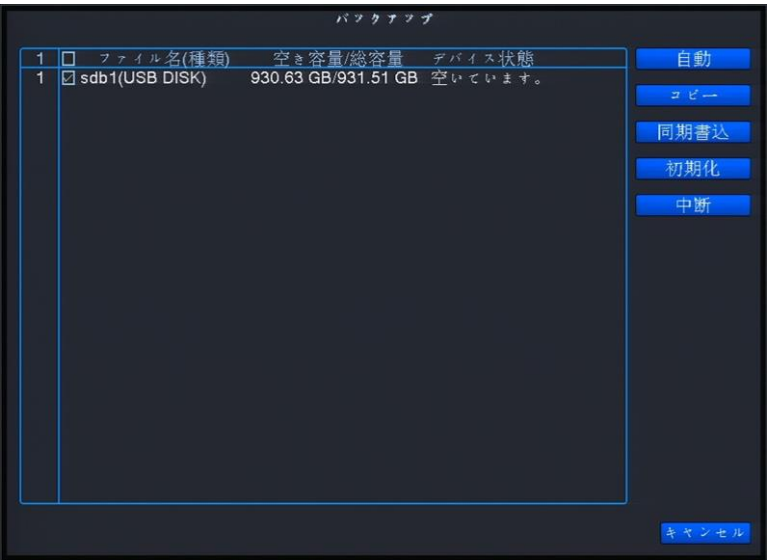 バックアップ
1 ファイル名(種類) 空き容量/総容量 デバイス状態
1 sdb1(USB DISK) 930.63 GB/931.51 GB 空いています。
自動
コピー
同期書込
初期化
中断
キャンセル